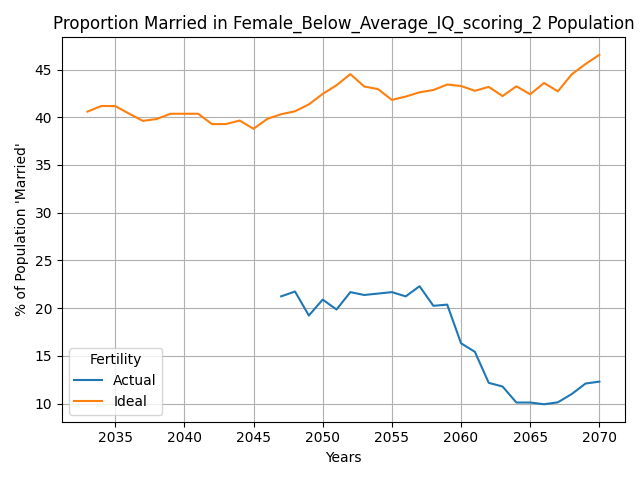 Proportion Married in Female_Below_Average_IQ_scoring_2 Population
% of Population 'Married'
45
40
35
30
25
20
15
10
Fertility
Actual
Ideal
2035 2040 2045 2050 2055 2060 2065 2070
Years